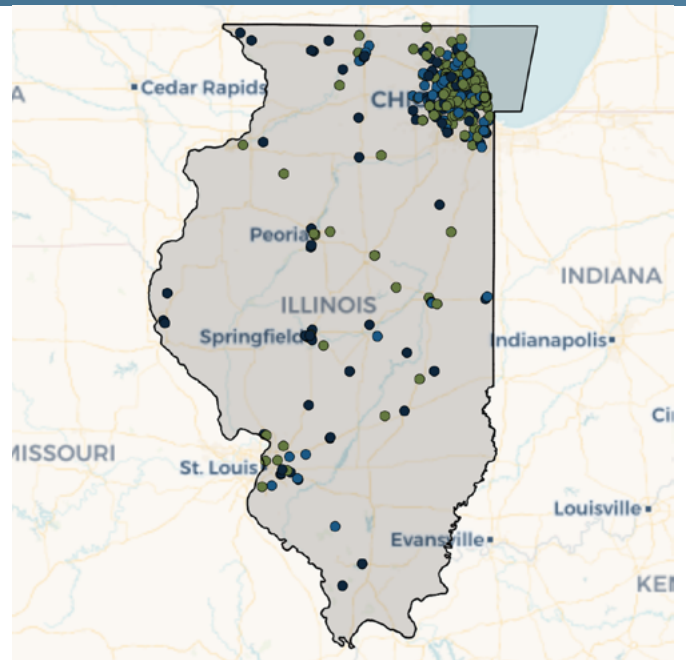 Cedar Rapids
A
CHI
Peoria
INDIANA
ILLINOIS
Springfield
Indianapolis
Ci
MISSOURI
St. Louis
Louisville
Evansville
KEN